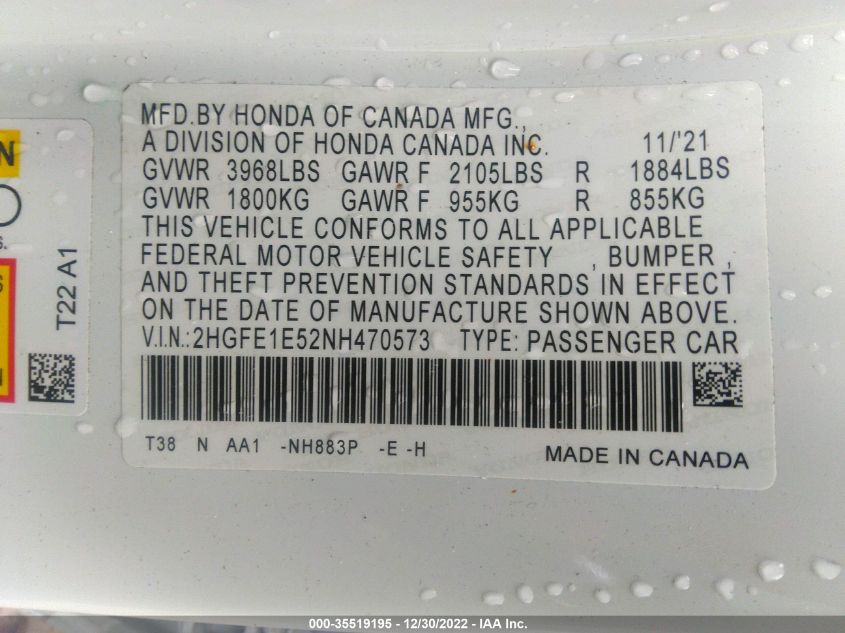 MFD.BY HONDA OF CANADA MFG.,
A DIVISION OF HONDA CANADA INC. 11/'21
GVWR 3968LBS GAWR F 2105LBS R 1884LBS
GVWR 1800KG GAWR F 955KG R 855KG
THIS VEHICLE CONFORMS TO ALL APPLICABLE
FEDERAL MOTOR VEHICLE SAFETY , BUMPER ,
AND THEFT PREVENTION STANDARDS IN EFFECT
ON THE DATE OF MANUFACTURE SHOWN ABOVE.
V.I.N.:2HGFE1E52NH470573 TYPE: PASSENGER CAR
T38 N AA1 -NH883P -E -H
MADE IN CANADA
T22 A1
000-35519195 - 12/30/2022 - IAA Inc.